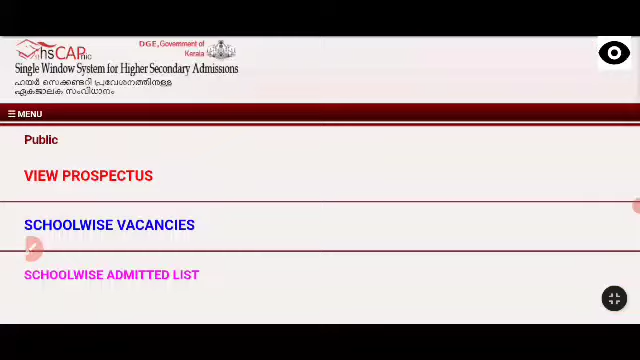 hsCAP
nic
DGE, Government of
Kerala
Single Window System for Higher Secondary Admissions
ഹയർ സെക്കണ്ടറി പ്രവേശനത്തിനുള്ള
ഏകജാലക സംവിധാനം
☰ MENU
Public
VIEW PROSPECTUS
SCHOOLWISE VACANCIES
SCHOOLWISE ADMITTED LIST